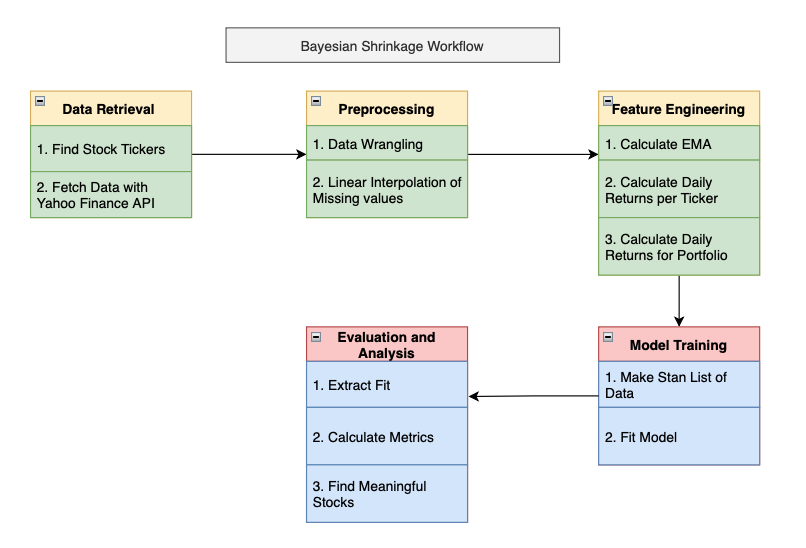 Bayesian Shrinkage Workflow
Data Retrieval
1. Find Stock Tickers
2. Fetch Data with
Yahoo Finance API
Preprocessing
1. Data Wrangling
2. Linear Interpolation of
Missing values
Feature Engineering
1. Calculate EMA
2. Calculate Daily
Returns per Ticker
3. Calculate Daily
Returns for Portfolio
Model Training
1. Make Stan List of
Data
2. Fit Model
Evaluation and
Analysis
1. Extract Fit
2. Calculate Metrics
3. Find Meaningful
Stocks